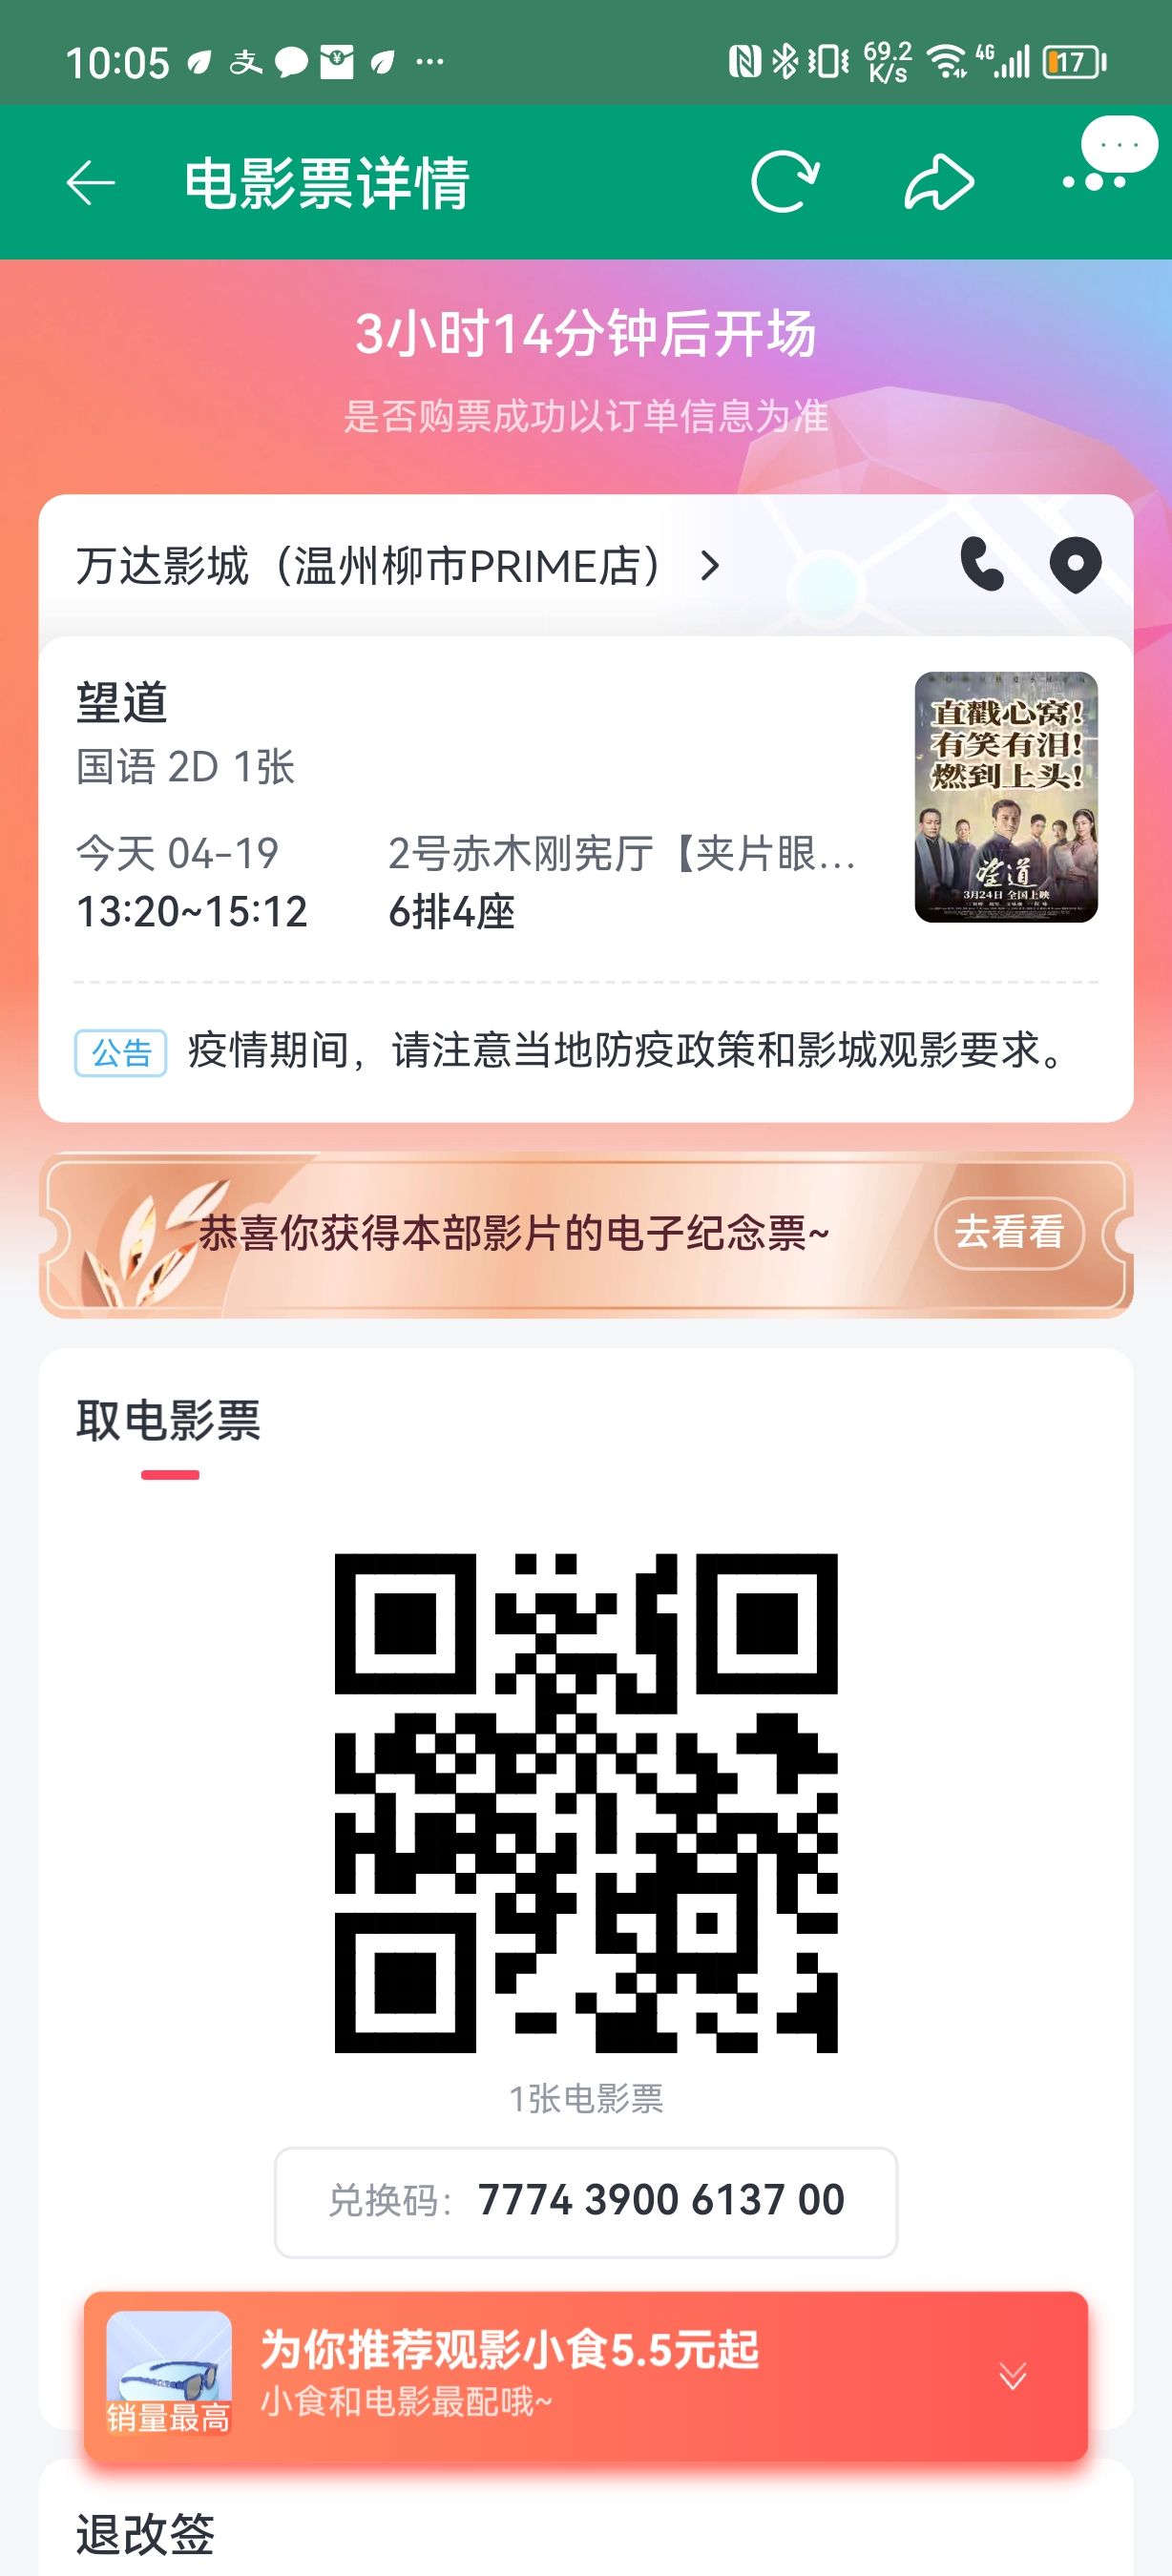 10:05 支 69.2 K/s 4G 17
电影票详情
3小时14分钟后开场
是否购票成功以订单信息为准
万达影城（温州柳市PRIME店）
望道
国语 2D 1张
今天 04-19
2号赤木刚宪厅【夹片眼...
13:20~15:12
6排4座
直戳心窝!
有笑有泪!
燃到上头!
望道
3月24日 全国上映
公告 疫情期间，请注意当地防疫政策和影城观影要求。
恭喜你获得本部影片的电子纪念票~ 去看看
取电影票
1张电影票
兑换码: 7774 3900 6137 00
为你推荐观影小食5.5元起
小食和电影最配哦~
销量最高
退改签